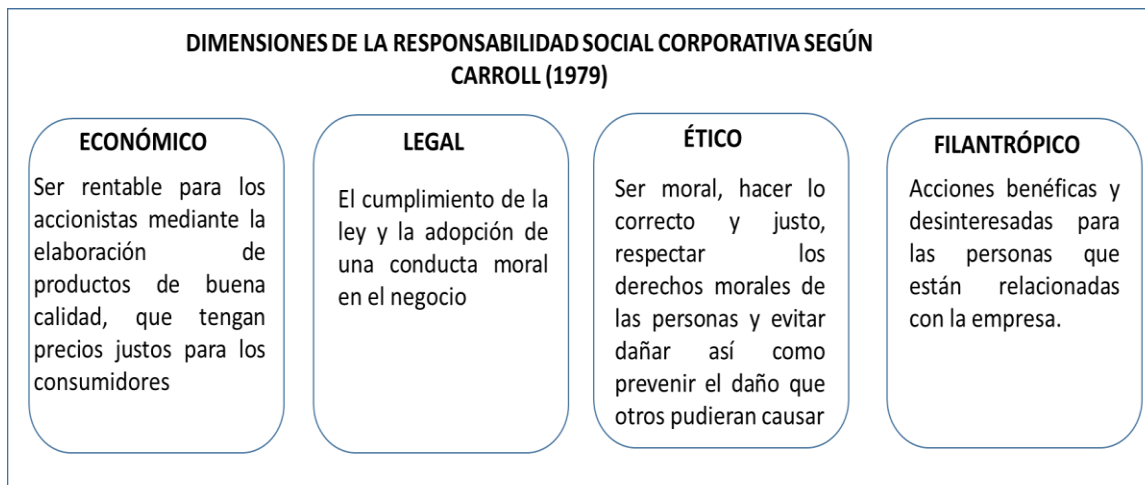 DIMENSIONES DE LA RESPONSABILIDAD SOCIAL CORPORATIVA SEGÚN
CARROLL (1979)
ECONÓMICO
Ser rentable para los
accionistas mediante la
elaboración de
productos de buena
calidad, que tengan
precios justos para los
consumidores
LEGAL
El cumplimiento de la
ley y la adopción de
una conducta moral
en el negocio
ÉTICO
Ser moral, hacer lo
correcto y justo,
respectar los
derechos morales de
las personas y evitar
dañar así como
prevenir el daño que
otros pudieran causar
FILANTRÓPICO
Acciones benéficas y
desinteresadas para
las personas que
están relacionadas
con la empresa.